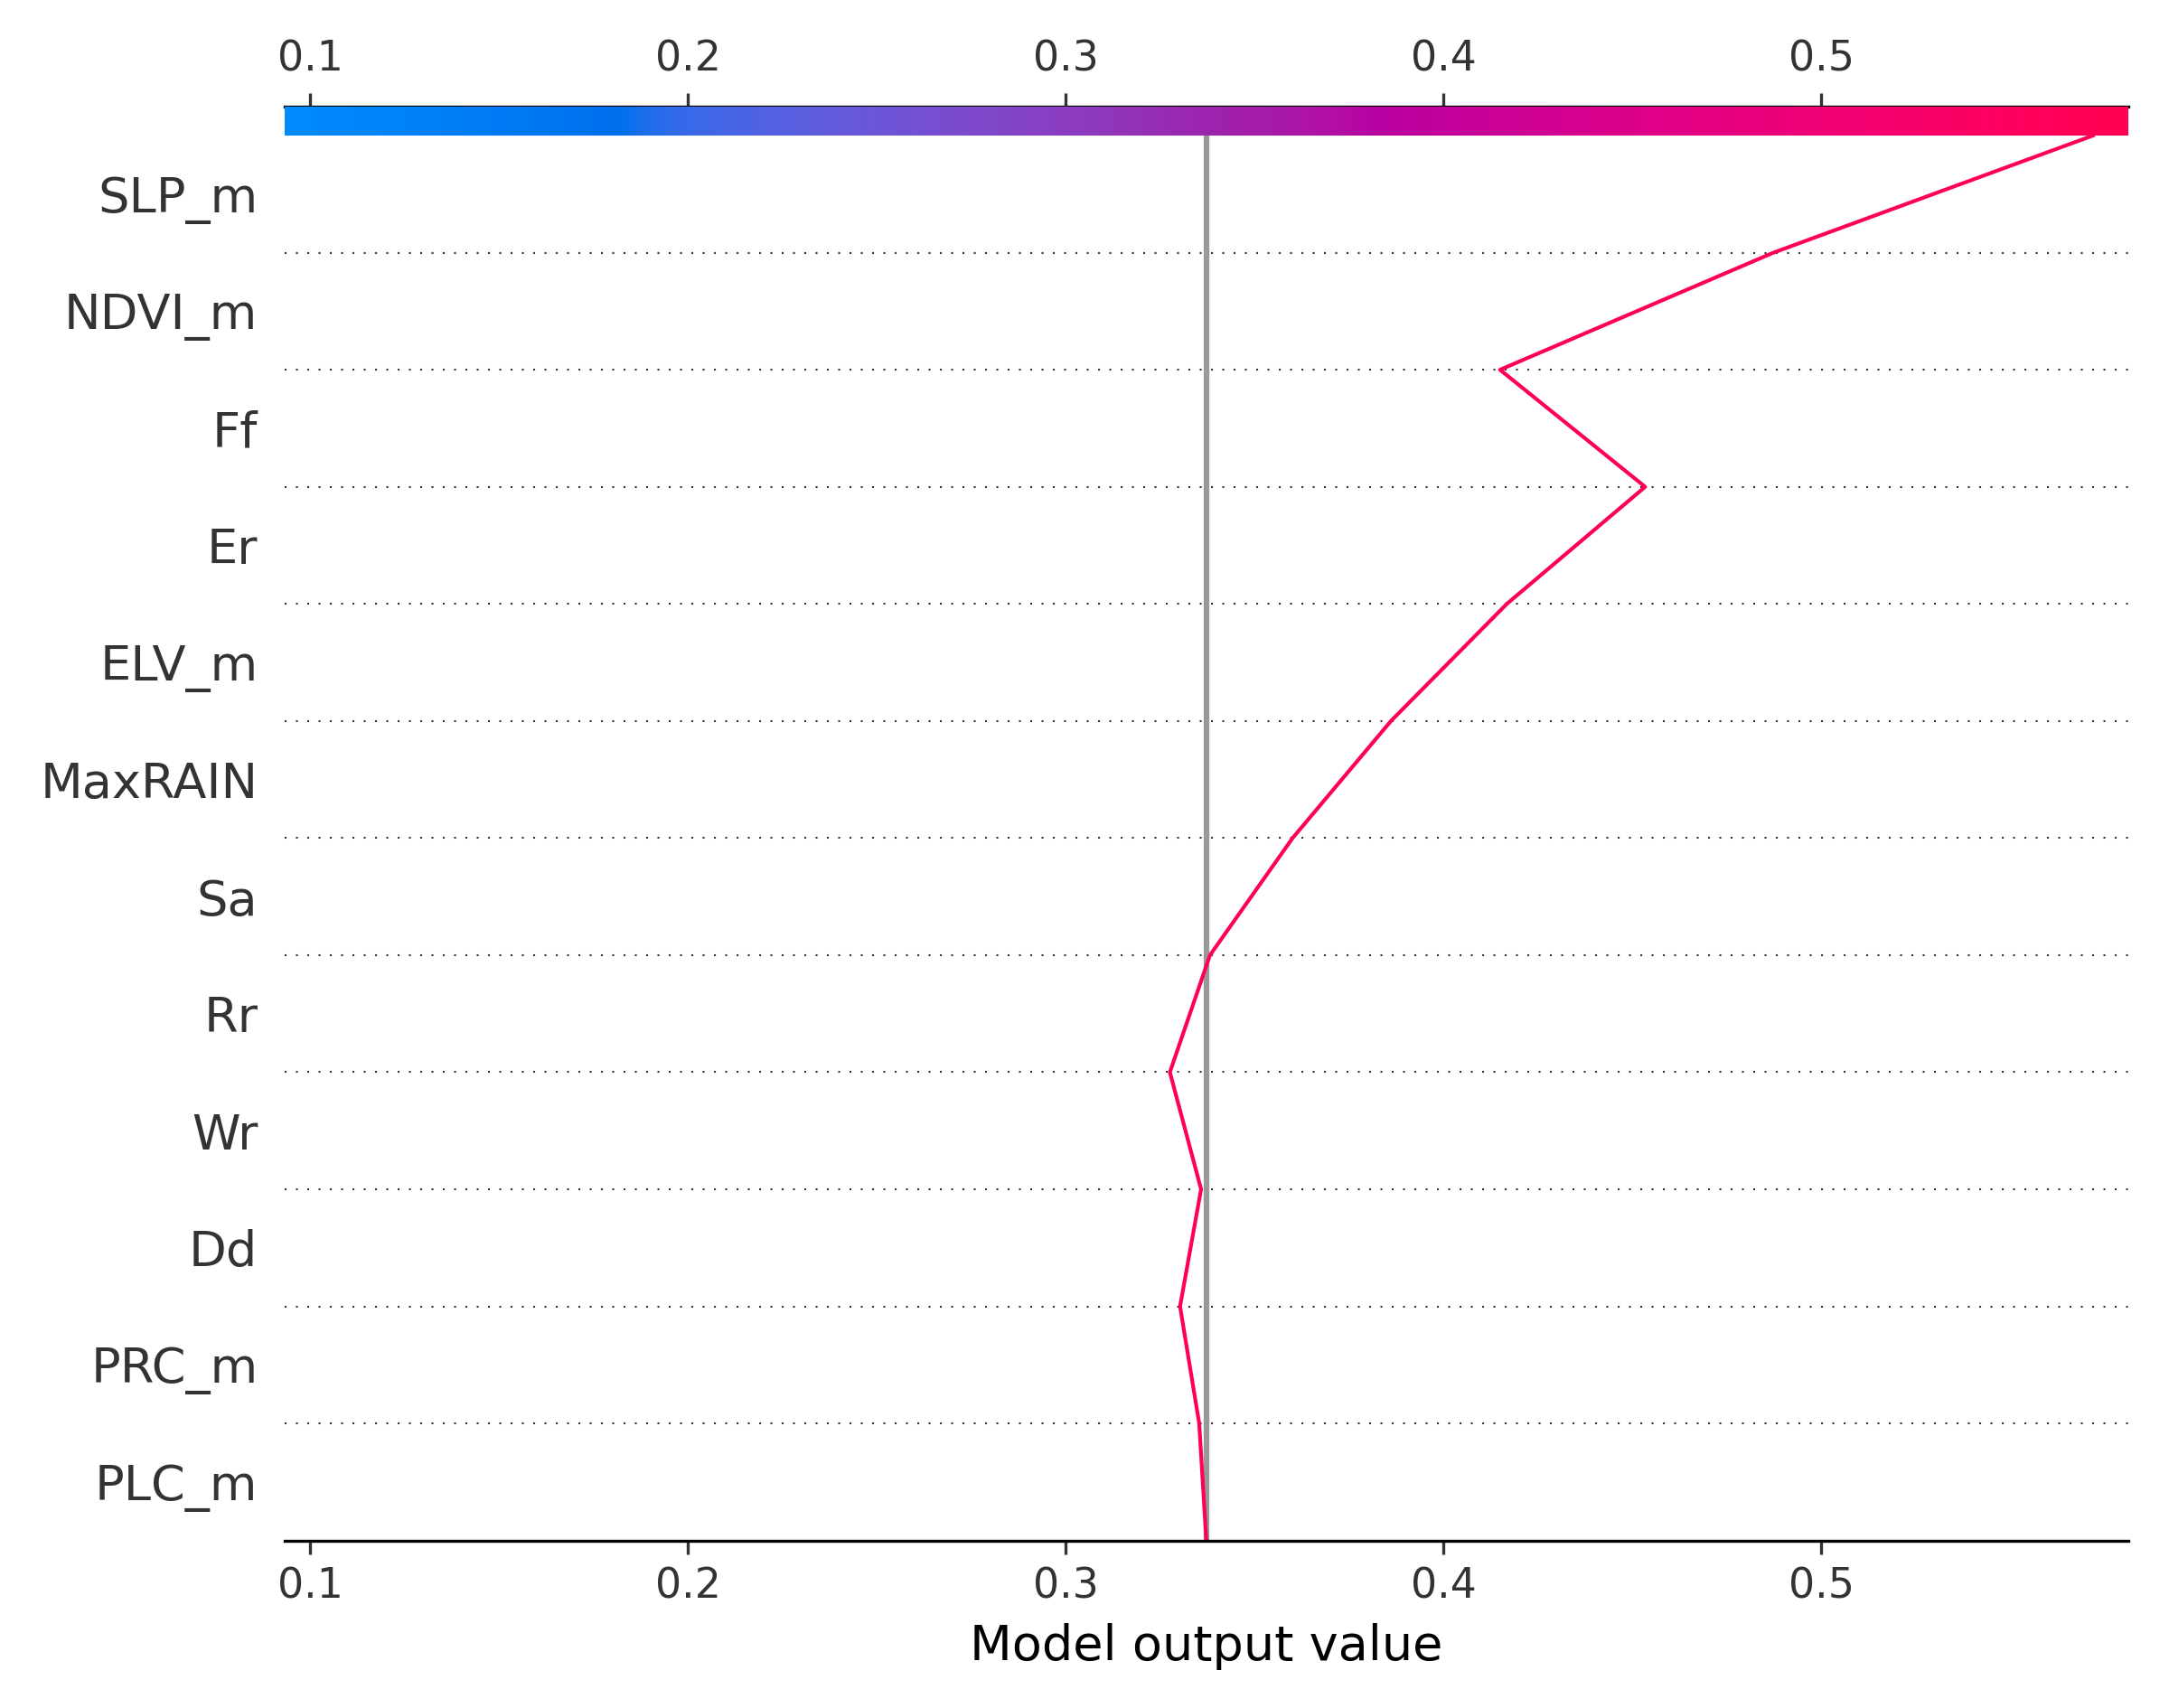 0.1 0.2 0.3 0.4 0.5
SLP_m
NDVI_m
Ff
Er
ELV_m
MaxRAIN
Sa
Rr
Wr
Dd
PRC_m
PLC_m
0.1 0.2 0.3 0.4 0.5
Model output value